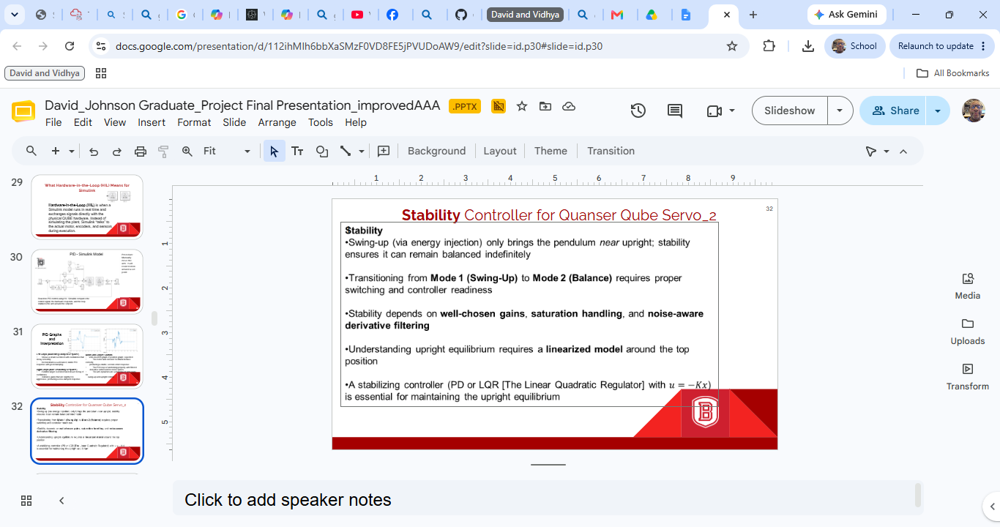 David and Vidhya
Ask Gemini
docs.google.com/presentation/d/112ihMIh6bbXaSMzF0VD8FE5jPVUDoAW9/edit?slide=id.p30#slide=id.p30
School
Relaunch to update
David and Vidhya
All Bookmarks
David_Johnson Graduate_Project Final Presentation_improvedAAA
.PPTX
File Edit View Insert Format Slide Arrange Tools Help
Slideshow
Share
Fit
Background
Layout
Theme
Transition
29
What Hardware-in-the-Loop (HIL) Means for
Simulink
Hardware-in-the-Loop (HIL) is when a
Simulink model runs in real time and
exchanges signals directly with the
physical QUBE hardware. Instead of
simulating the plant, Simulink "talks" to
the actual motor, encoders, and sensors
during execution.
30
PID - Simulink Model
31
PID Graphs
and
Interpretation
32
Stability Controller for Quanser Qube Servo_2
1 2 3 4 5 6 7 8 9
1
2
3
4
5
Stability Controller for Quanser Qube Servo_2
32
Stability
•Swing-up (via energy injection) only brings the pendulum near upright; stability
ensures it can remain balanced indefinitely
•Transitioning from Mode 1 (Swing-Up) to Mode 2 (Balance) requires proper
switching and controller readiness
•Stability depends on well-chosen gains, saturation handling, and noise-aware
derivative filtering
•Understanding upright equilibrium requires a linearized model around the top
position
•A stabilizing controller (PD or LQR [The Linear Quadratic Regulator] with u = −Kx)
is essential for maintaining the upright equilibrium
B
Media
Uploads
Transform
Click to add speaker notes